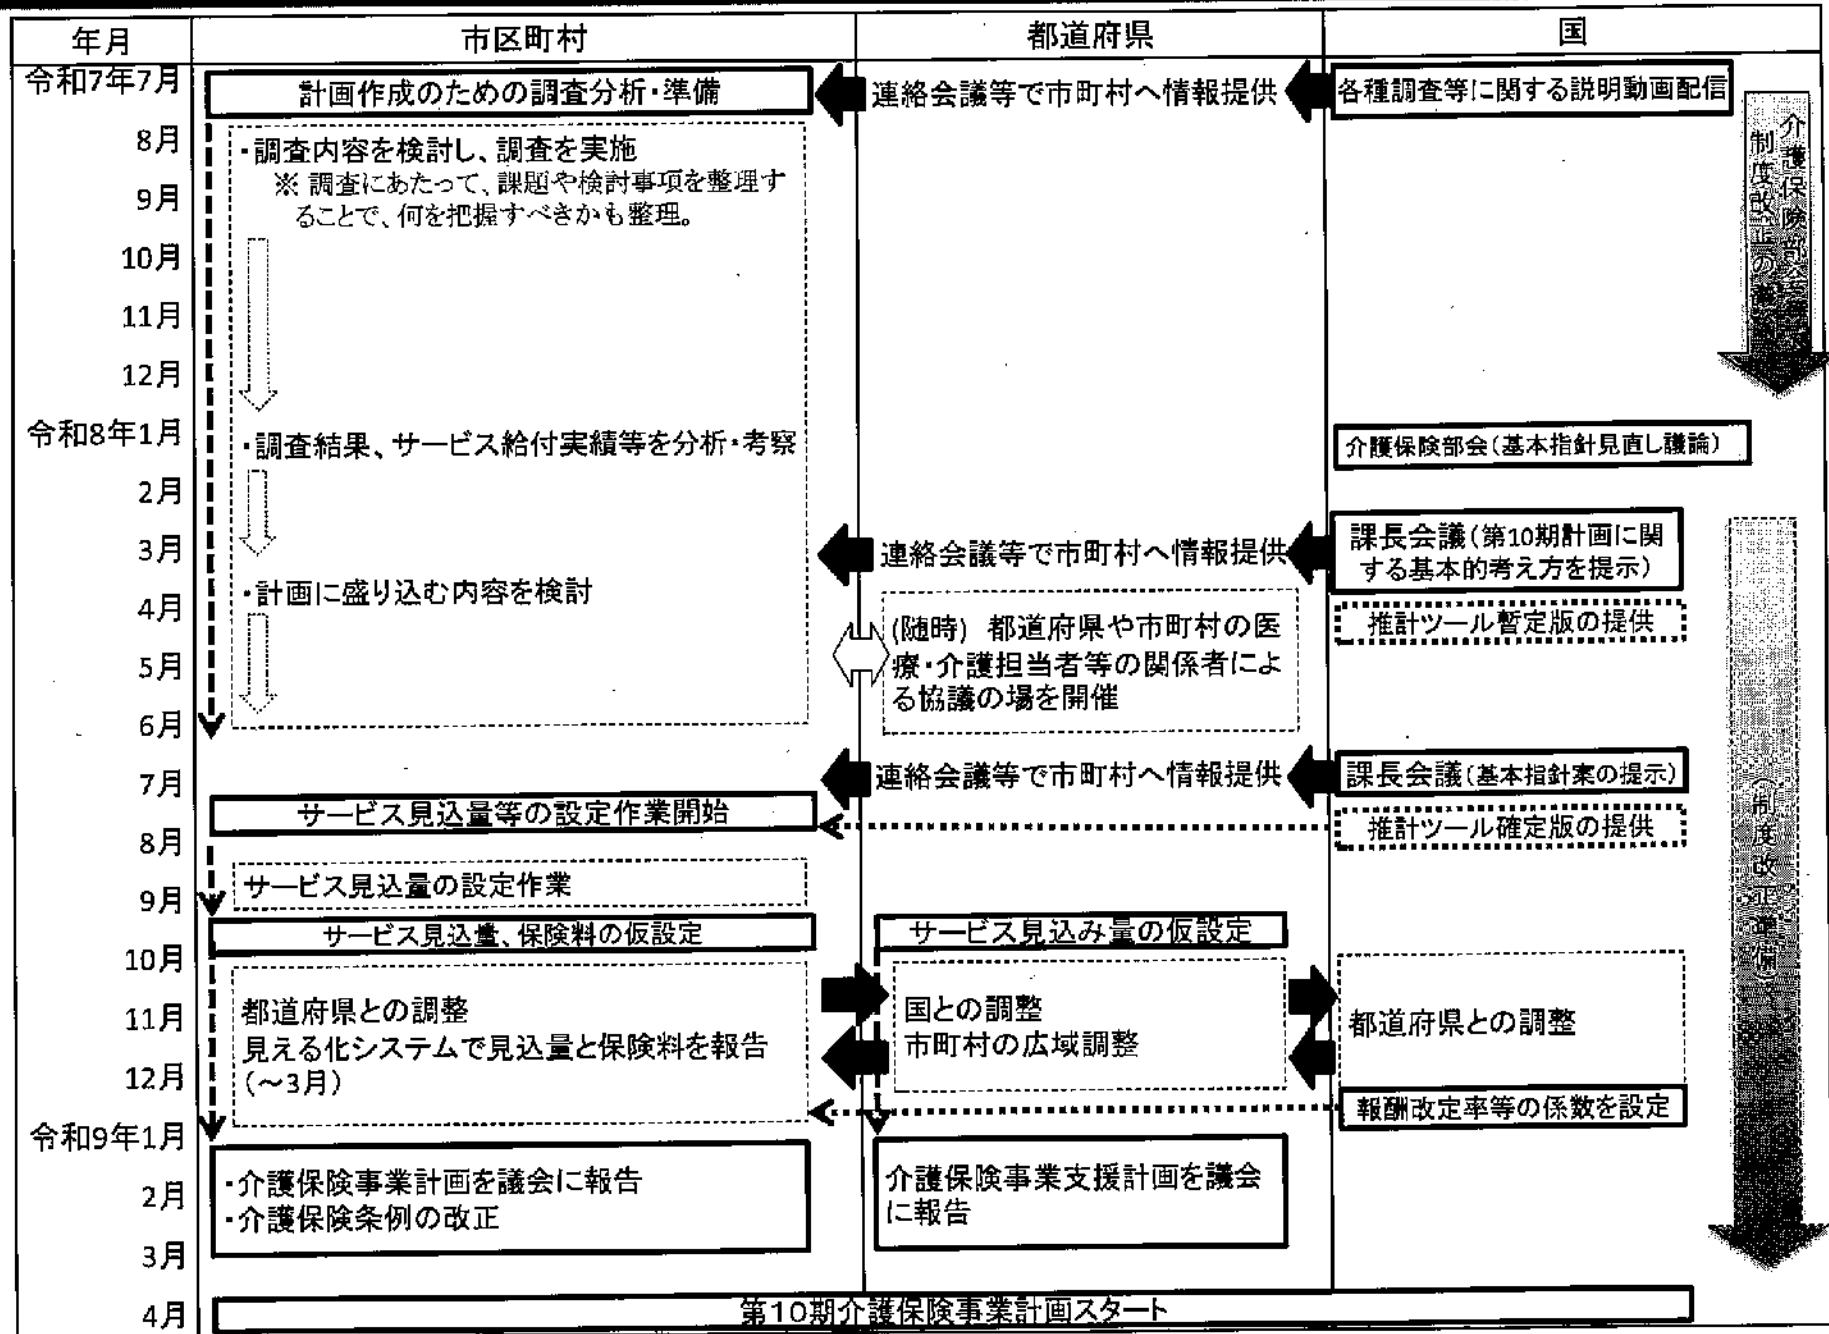 年月
市区町村
都道府県
国
令和7年7月
8月
9月
10月
11月
12月
令和8年1月
2月
3月
4月
5月
6月
7月
8月
9月
10月
11月
12月
令和9年1月
2月
3月
4月
計画作成のための調査分析・準備
・調査内容を検討し、調査を実施
※ 調査にあたって、課題や検討事項を整理す
ることで、何を把握すべきかも整理。
・調査結果、サービス給付実績等を分析・考察
・計画に盛り込む内容を検討
サービス見込量等の設定作業開始
サービス見込量の設定作業
サービス見込量、保険料の仮設定
都道府県との調整
見える化システムで見込量と保険料を報告
(～3月)
・介護保険事業計画を議会に報告
・介護保険条例の改正
連絡会議等で市町村へ情報提供
連絡会議等で市町村へ情報提供
(随時) 都道府県や市町村の医
療・介護担当者等の関係者によ
る協議の場を開催
連絡会議等で市町村へ情報提供
サービス見込み量の仮設定
国との調整
市町村の広域調整
介護保険事業支援計画を議会
に報告
各種調査等に関する説明動画配信
介護保険部会(基本指針見直し議論)
課長会議(第10期計画に関
する基本的考え方を提示)
推計ツール暫定版の提供
課長会議(基本指針案の提示)
推計ツール確定版の提供
都道府県との調整
報酬改定率等の係数を設定
介護保険部会
制度改正の
(制度改正準備)
第10期介護保険事業計画スタート